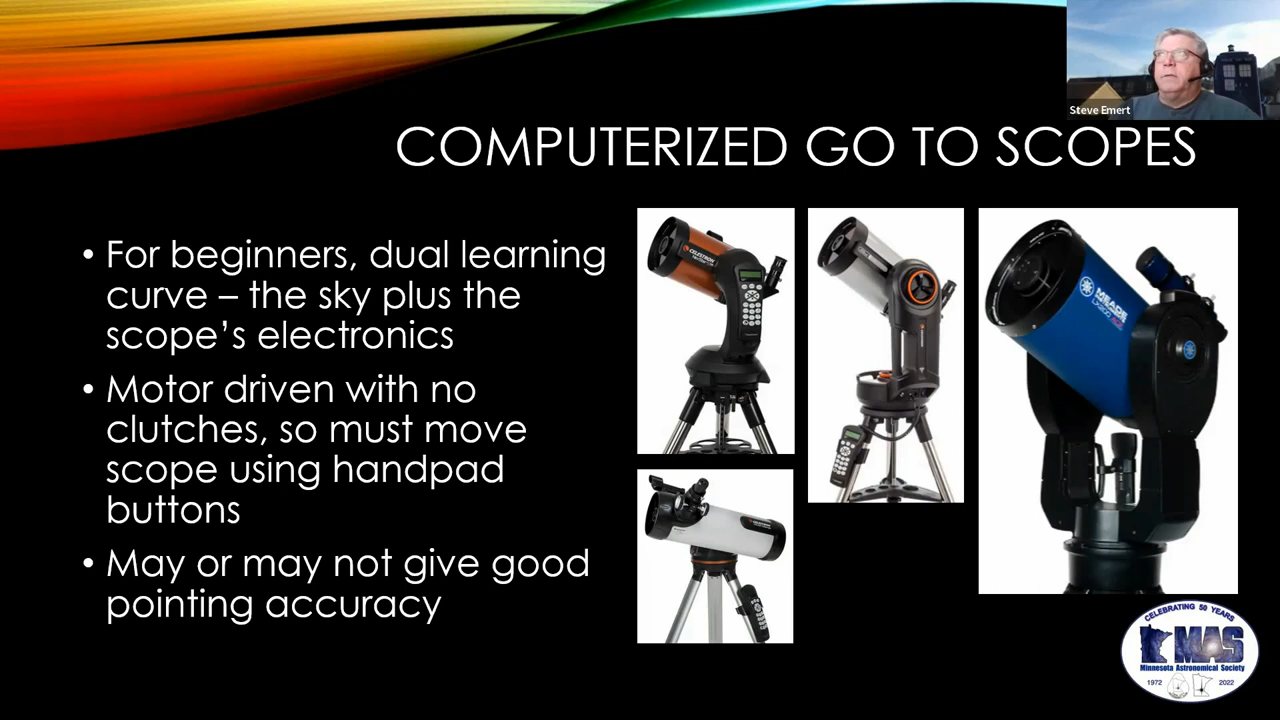 Steve Emert
COMPUTERIZED GO TO SCOPES
• For beginners, dual learning
curve – the sky plus the
scope's electronics
• Motor driven with no
clutches, so must move
scope using handpad
buttons
• May or may not give good
pointing accuracy
CELESTRON
MEADE
CELEBRATING 50 YEARS
MAS
Minnesota Astronomical Society
1972
2022